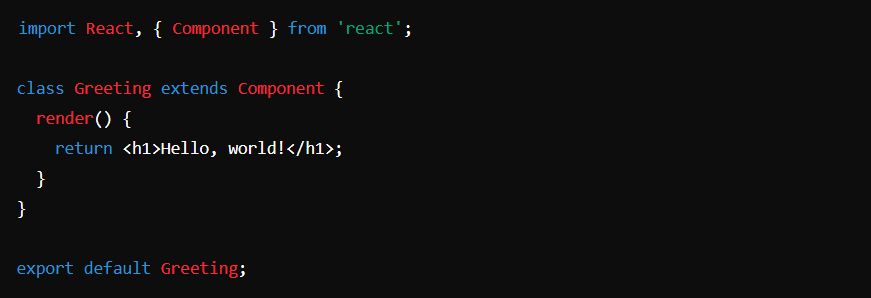 import React, { Component } from 'react';

class Greeting extends Component {
  render() {
    return <h1>Hello, world!</h1>;
  }
}

export default Greeting;